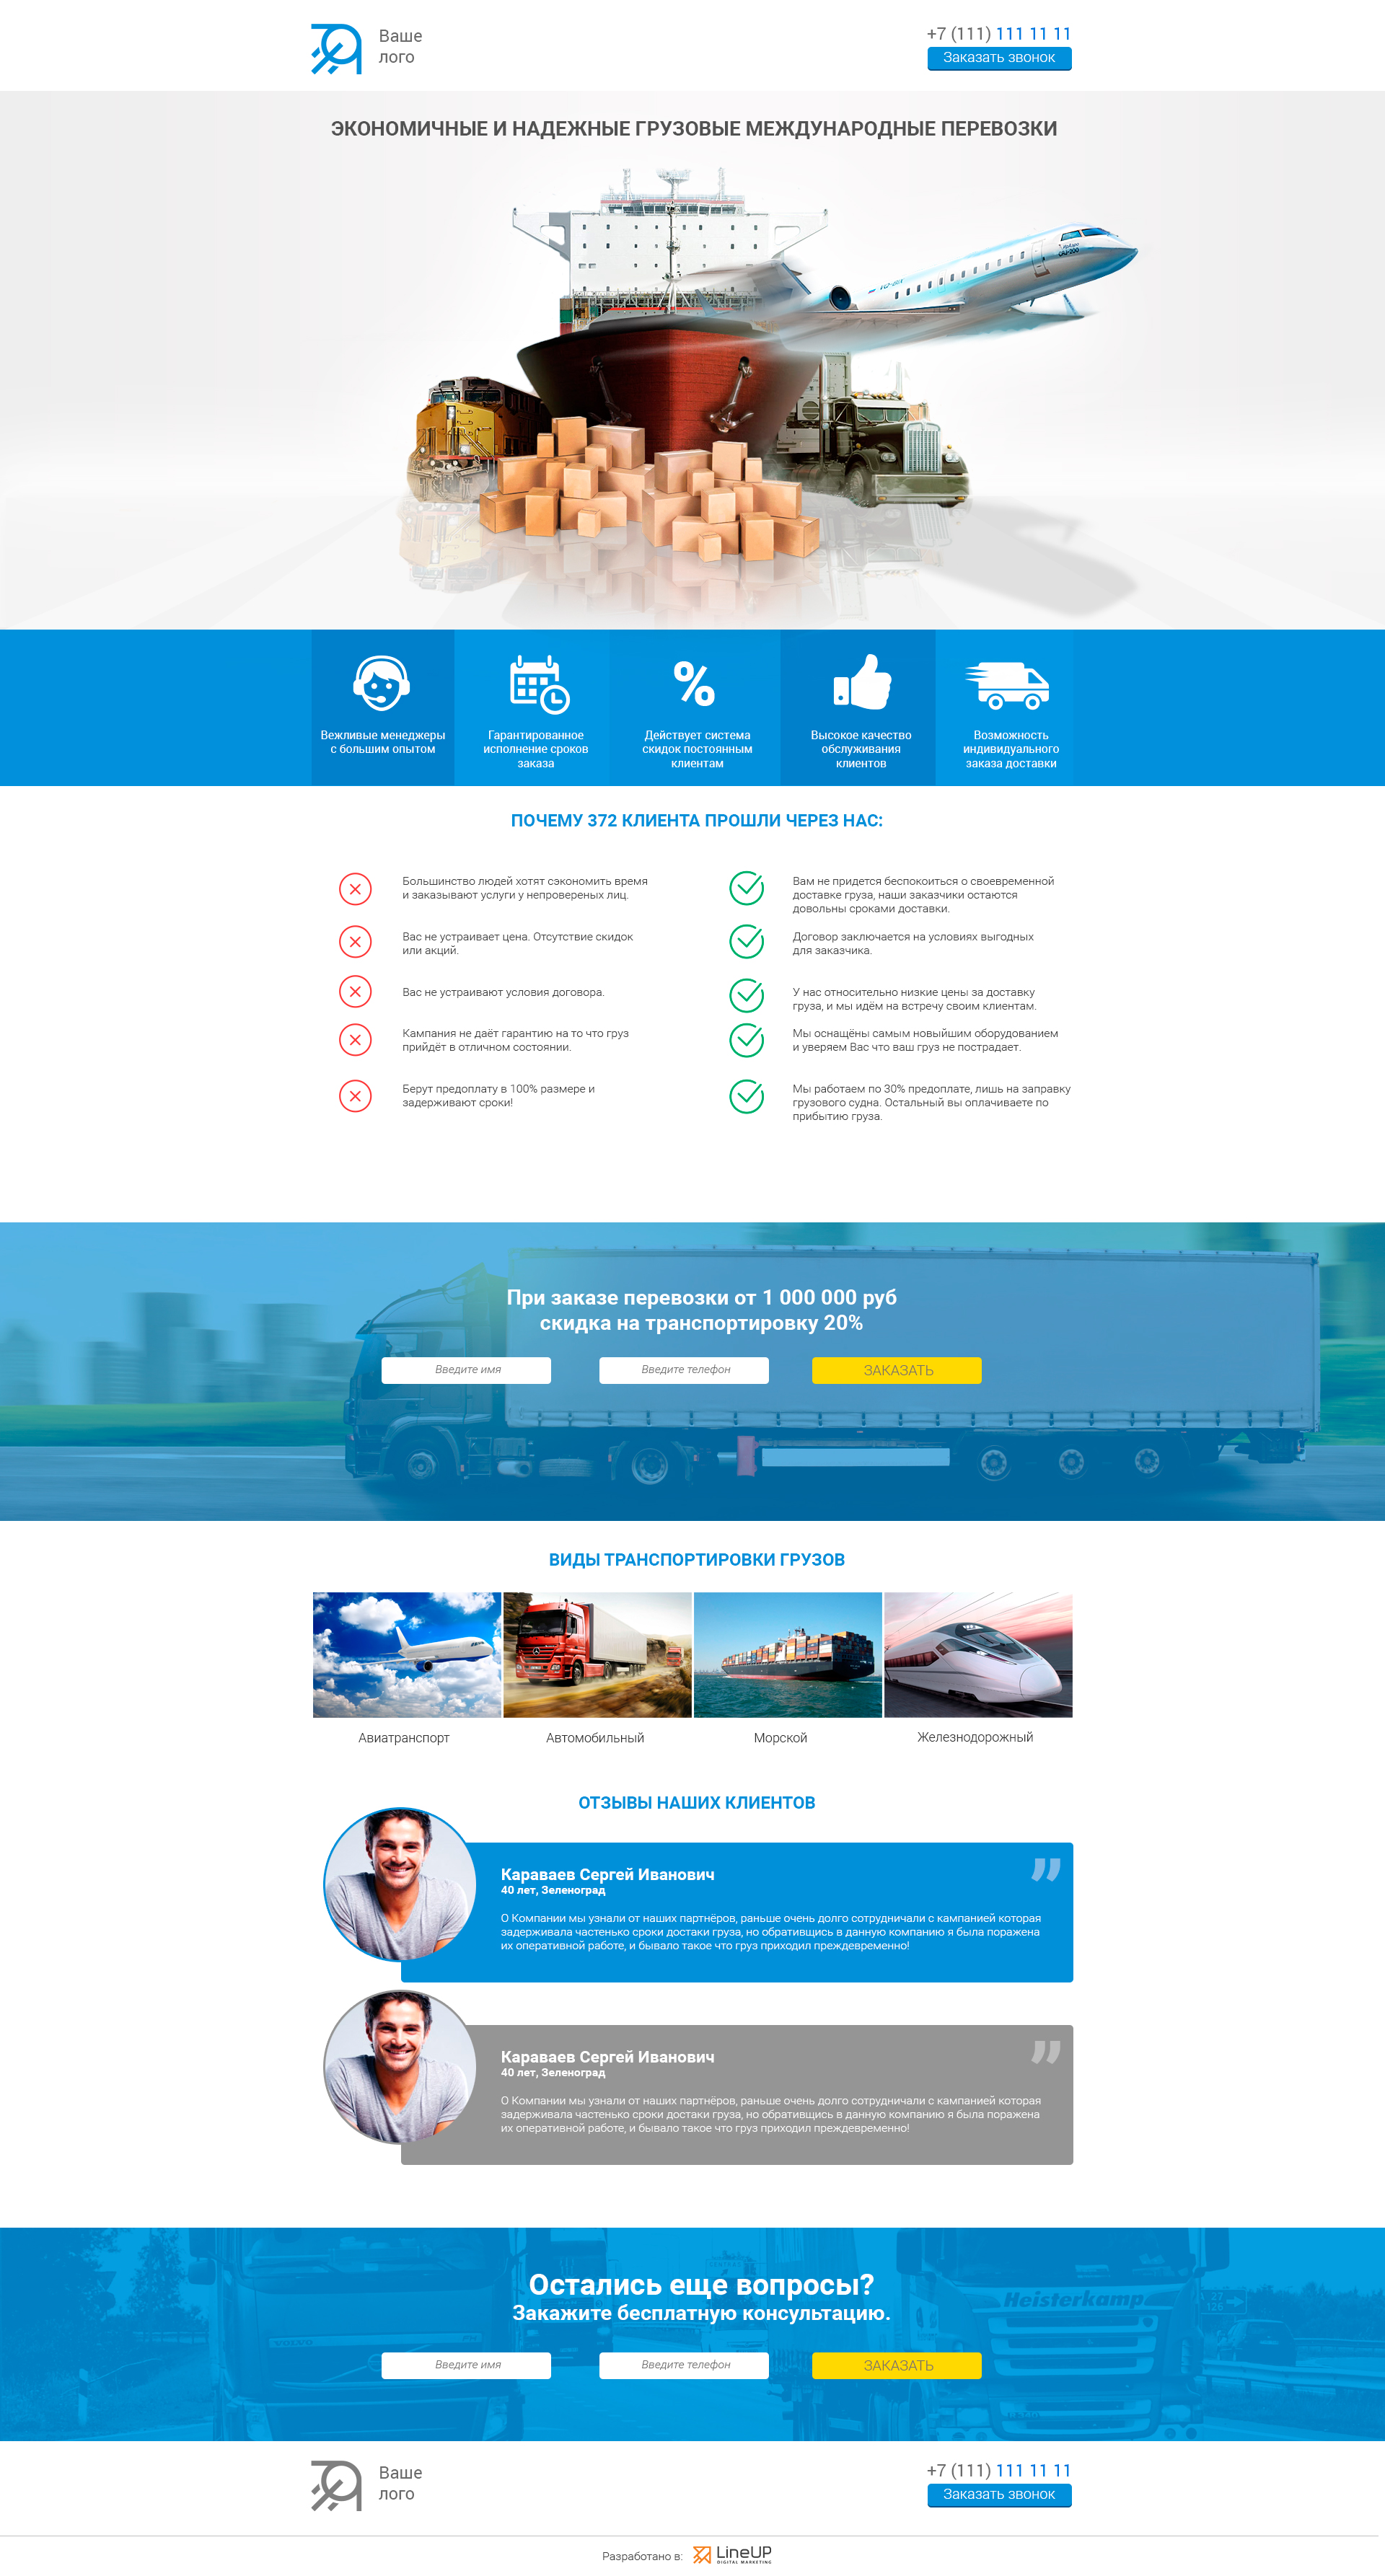 Ваше
лого
+7 (111) 111 11 11
Заказать звонок
ЭКОНОМИЧНЫЕ И НАДЕЖНЫЕ ГРУЗОВЫЕ МЕЖДУНАРОДНЫЕ ПЕРЕВОЗКИ
Вежливые менеджеры
с большим опытом
Гарантированное
исполнение сроков
заказа
%
Действует система
скидок постоянным
клиентам
Высокое качество
обслуживания
клиентов
Возможность
индивидуального
заказа доставки
ПОЧЕМУ 372 КЛИЕНТА ПРОШЛИ ЧЕРЕЗ НАС:
Большинство людей хотят сэкономить время
и заказывают услуги у непровереных лиц.
Вам не придется беспокоиться о своевременной
доставке груза, наши заказчики остаются
довольны сроками доставки.
Вас не устраивает цена. Отсутствие скидок
или акций.
Договор заключается на условиях выгодных
для заказчика.
Вас не устраивают условия договора.
У нас относительно низкие цены за доставку
груза, и мы идём на встречу своим клиентам.
Кампания не даёт гарантию на то что груз
прийдёт в отличном состоянии.
Мы оснащёны самым новыйшим оборудованием
и уверяем Вас что ваш груз не пострадает.
Берут предоплату в 100% размере и
задерживают сроки!
Мы работаем по 30% предоплате, лишь на заправку
грузового судна. Остальный вы оплачиваете по
прибытию груза.
При заказе перевозки от 1 000 000 руб
скидка на транспортировку 20%
Введите имя
Введите телефон
ЗАКАЗАТЬ
ВИДЫ ТРАНСПОРТИРОВКИ ГРУЗОВ
Авиатранспорт
Автомобильный
Морской
Железнодорожный
ОТЗЫВЫ НАШИХ КЛИЕНТОВ
Караваев Сергей Иванович
40 лет, Зеленоград
О Компании мы узнали от наших партнёров, раньше очень долго сотрудничали с кампанией которая
задерживала частенько сроки достаки груза, но обративщись в данную компанию я была поражена
их оперативной работе, и бывало такое что груз приходил преждевременно!
Караваев Сергей Иванович
40 лет, Зеленоград
О Компании мы узнали от наших партнёров, раньше очень долго сотрудничали с кампанией которая
задерживала частенько сроки достаки груза, но обративщись в данную компанию я была поражена
их оперативной работе, и бывало такое что груз приходил преждевременно!
Heisterkamp
Остались еще вопросы?
Закажите бесплатную консультацию.
Введите имя
Введите телефон
ЗАКАЗАТЬ
Ваше
лого
+7 (111) 111 11 11
Заказать звонок
Разработано в:
LineUP
DIGITAL MARKETING